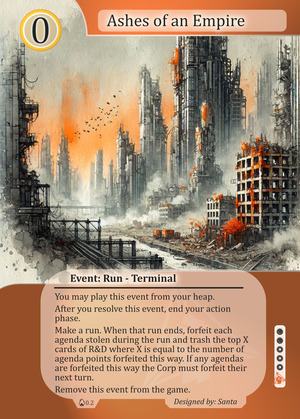 0
Ashes of an Empire
Event: Run - Terminal
You may play this event from your heap.
After you resolve this event, end your action
phase.
Make a run. When that run ends, forfeit each
agenda stolen during the run and trash the top X
cards of R&D where X is equal to the number of
agenda points forfeited this way. If any agendas
are forfeited this way the Corp must forfeit their
next turn.
Remove this event from the game.
0.2
Designed by: Santa